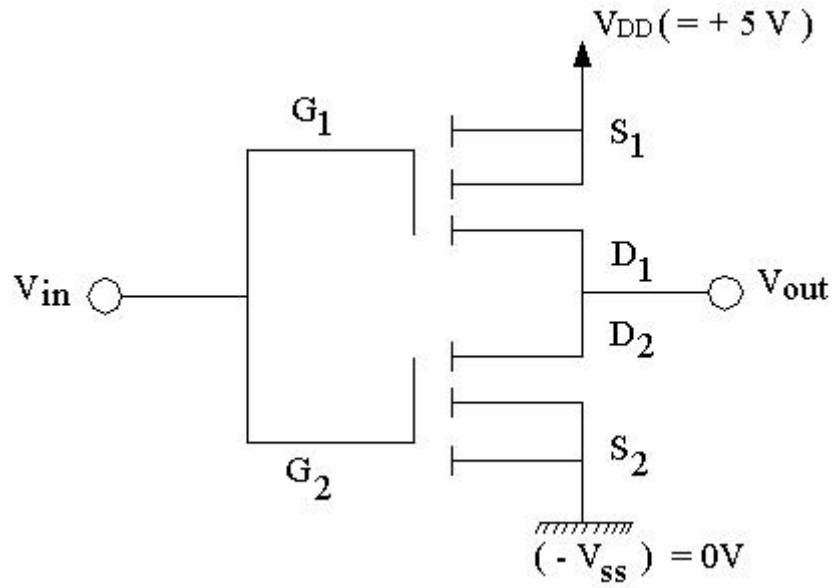 VDD ( = + 5 V )
G1
S1
D1
Vin
Vout
D2
S2
G2
( - Vss ) = 0V